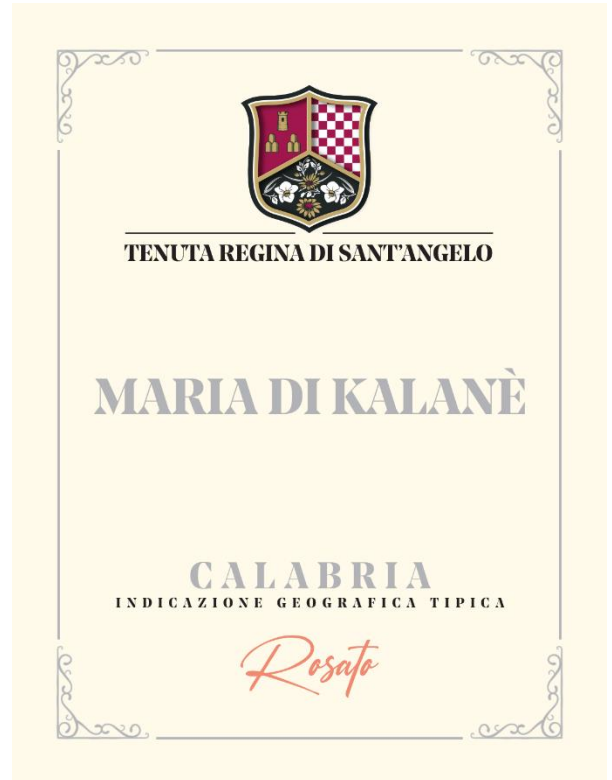 TENUTA REGINA DI SANT'ANGELO
MARIA DI KALANÈ
CALABRIA
INDICAZIONE GEOGRAFICA TIPICA
Rosato